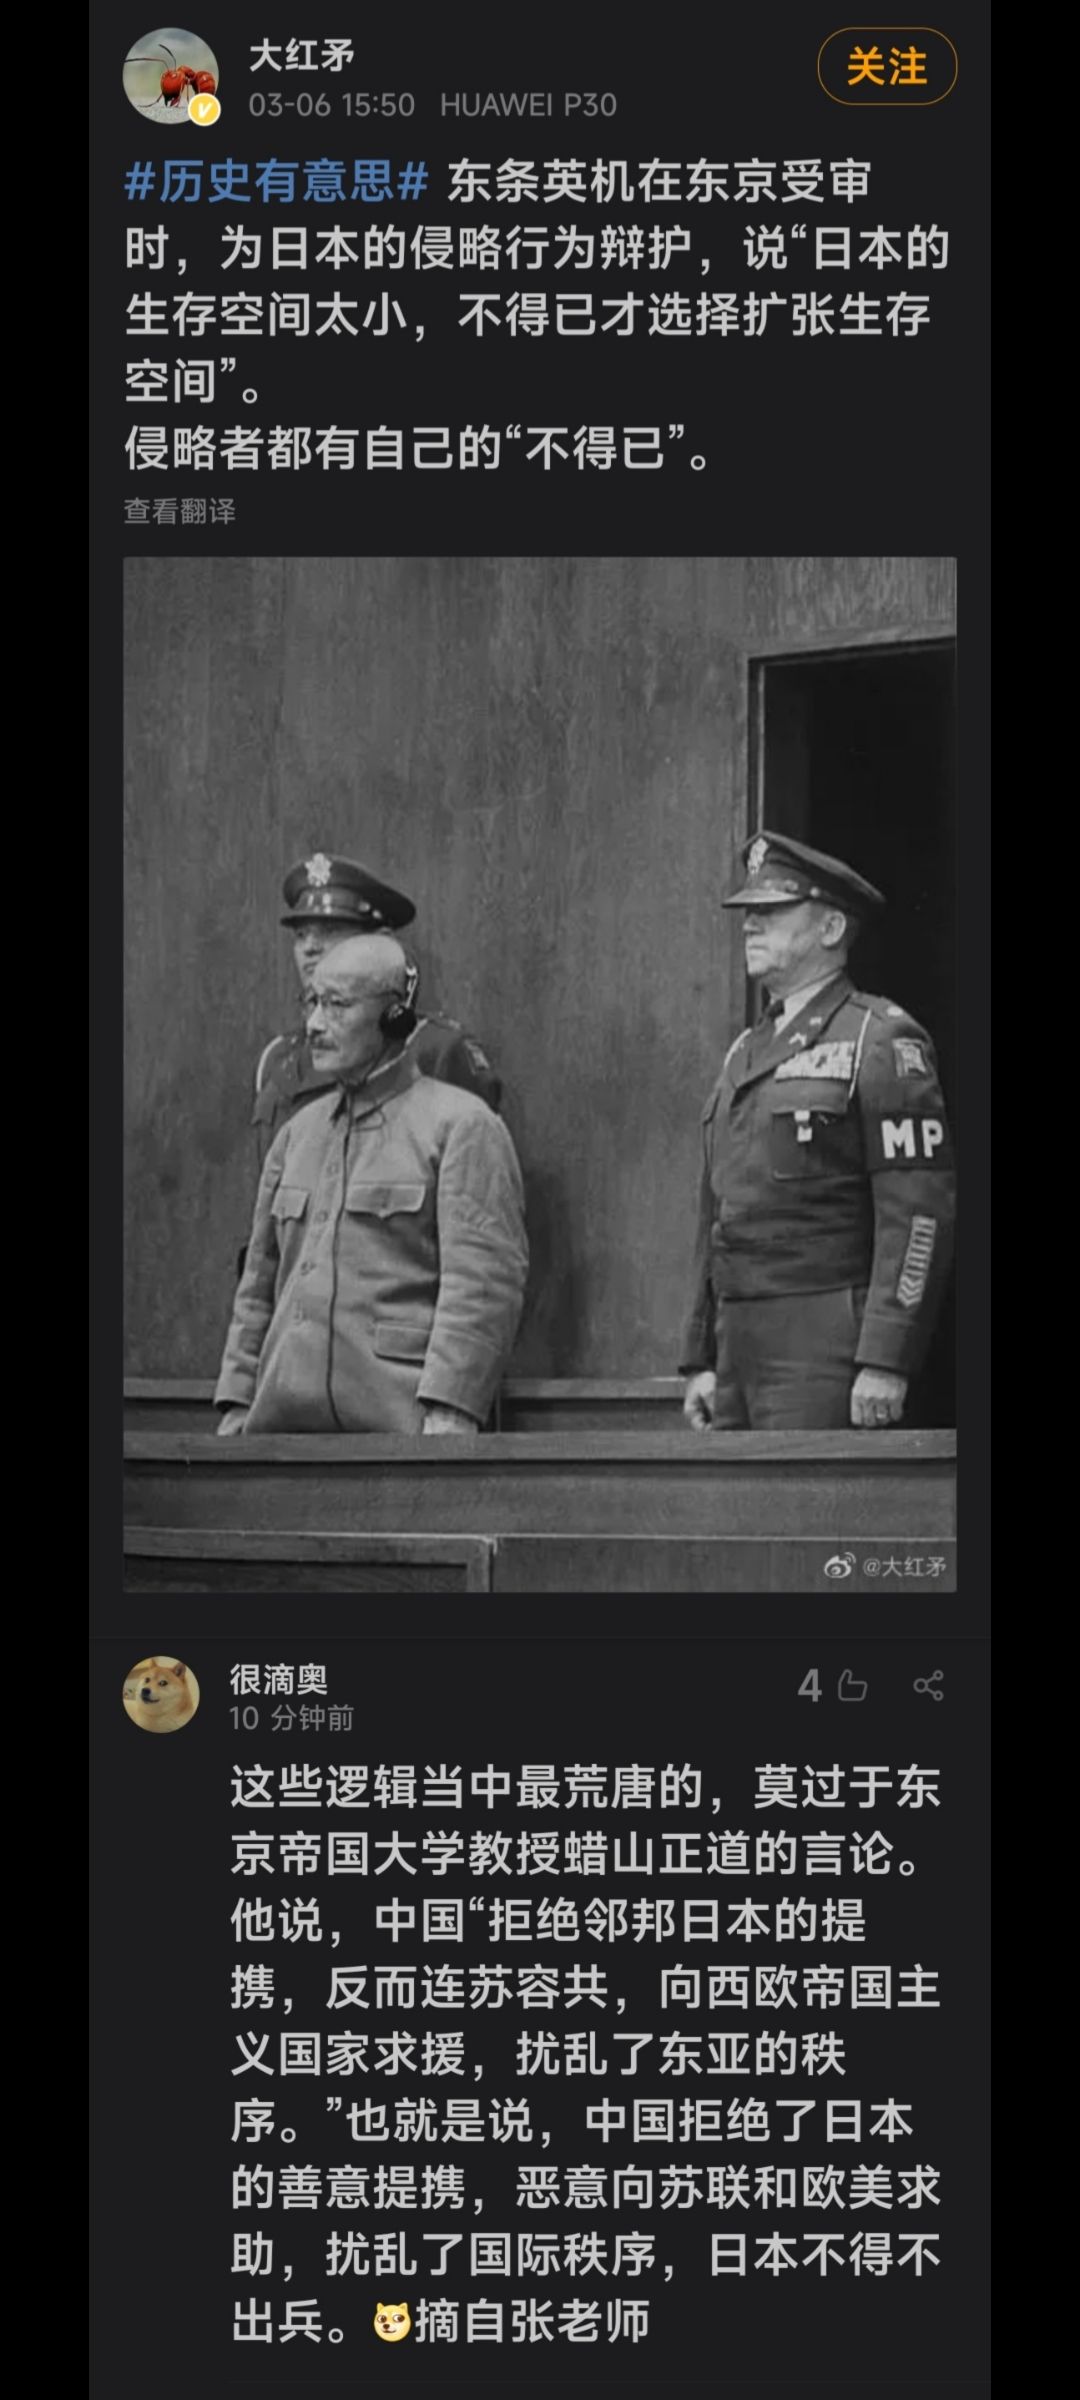 大红矛
关注
03-06 15:50 HUAWEI P30
#历史有意思# 东条英机在东京受审
时，为日本的侵略行为辩护，说“日本的
生存空间太小，不得已才选择扩张生存
空间”。
侵略者都有自己的“不得已”。
查看翻译
MP
@大红矛
很滴奥
4
10 分钟前
这些逻辑当中最荒唐的，莫过于东
京帝国大学教授蜡山正道的言论。
他说，中国“拒绝邻邦日本的提
携，反而连苏容共，向西欧帝国主
义国家求援，扰乱了东亚的秩
序。”也就是说，中国拒绝了日本
的善意提携，恶意向苏联和欧美求
助，扰乱了国际秩序，日本不得不
出兵。摘自张老师